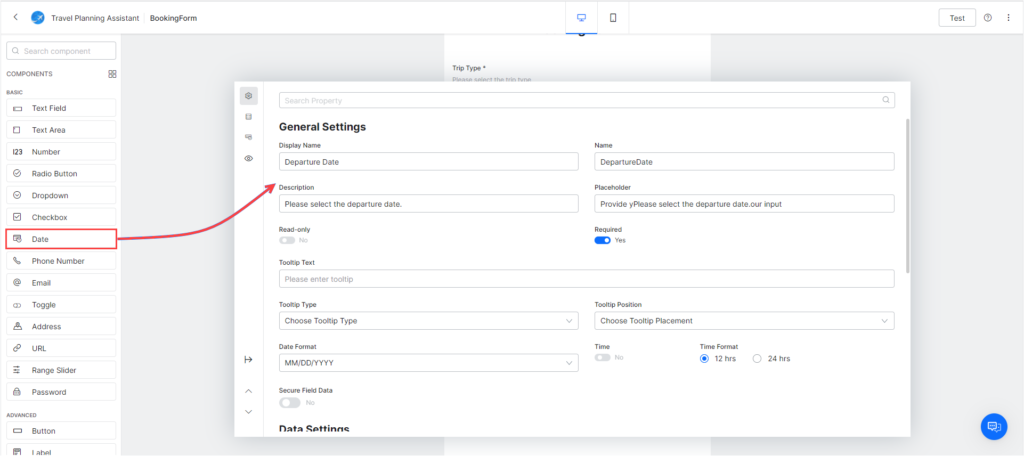 Travel Planning Assistant
BookingForm
Test
Search component
COMPONENTS
BASIC
Text Field
Text Area
123 Number
Radio Button
Dropdown
Checkbox
Date
Phone Number
Email
Toggle
Address
URL
Range Slider
Password
ADVANCED
Button
Label
Trip Type *
Please select the trip type
Search Property
General Settings
Display Name
Name
Departure Date
DepartureDate
Description
Placeholder
Please select the departure date.
Provide yPlease select the departure date.our input
Read-only
Required
No
Yes
Tooltip Text
Please enter tooltip
Tooltip Type
Tooltip Position
Choose Tooltip Type
Choose Tooltip Placement
Date Format
Time
Time Format
MM/DD/YYYY
No
12 hrs
24 hrs
Secure Field Data
No
Data Settings